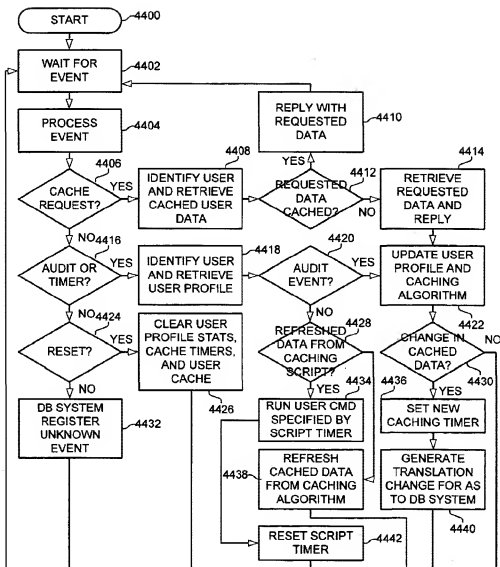 START
4400
WAIT FOR
EVENT
4402
PROCESS
EVENT
4404
REPLY WITH
REQUESTED
DATA
4410
4406
CACHE
REQUEST?
YES
4408
IDENTIFY USER
AND RETRIEVE
CACHED USER
DATA
YES
4412
REQUESTED
DATA
CACHED?
NO
4414
RETRIEVE
REQUESTED
DATA AND
REPLY
NO
4416
AUDIT OR
TIMER?
YES
4418
IDENTIFY USER
AND RETRIEVE
USER PROFILE
4420
AUDIT
EVENT?
YES
UPDATE USER
PROFILE AND
CACHING
ALGORITHM
4422
NO
4424
RESET?
YES
CLEAR USER
PROFILE STATS,
CACHE TIMERS,
AND USER
CACHE
4426
NO
4428
REFRESHED
DATA FROM
CACHING
SCRIPT?
CHANGE IN
CACHED
DATA?
NO
4430
NO
DB SYSTEM
REGISTER
UNKNOWN
EVENT
4432
YES
4434
RUN USER CMD
SPECIFIED BY
SCRIPT TIMER
4436
YES
SET NEW
CACHING TIMER
4438
REFRESH
CACHED DATA
FROM CACHING
ALGORITHM
GENERATE
TRANSLATION
CHANGE FOR AS
TO DB SYSTEM
4440
RESET SCRIPT
TIMER
4442